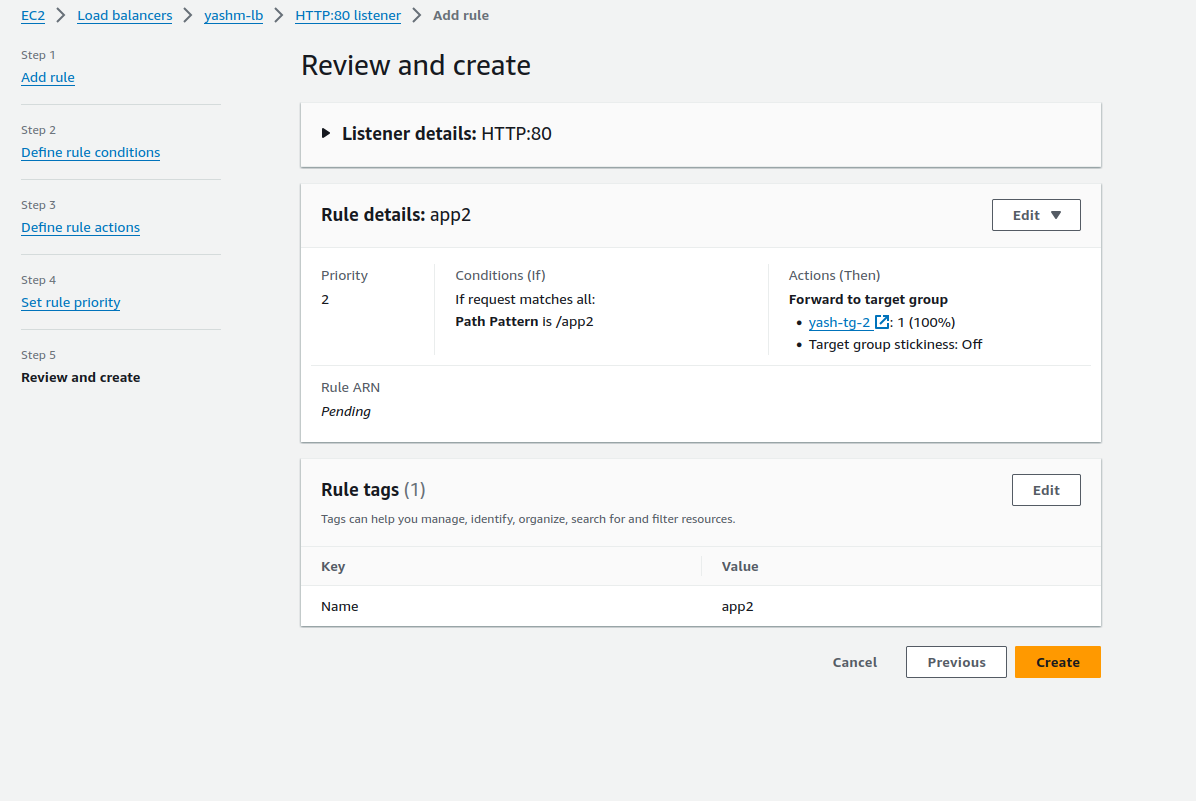 EC2 > Load balancers > yashm-lb > HTTP:80 listener > Add rule
Step 1
Add rule
Step 2
Define rule conditions
Step 3
Define rule actions
Step 4
Set rule priority
Step 5
Review and create
Review and create
Listener details: HTTP:80
Rule details: app2
Edit
Priority
2
Conditions (If)
If request matches all:
Path Pattern is /app2
Actions (Then)
Forward to target group
• yash-tg-2 : 1 (100%)
• Target group stickiness: Off
Rule ARN
Pending
Rule tags (1)
Edit
Tags can help you manage, identify, organize, search for and filter resources.
Key Value
Name app2
Cancel Previous Create